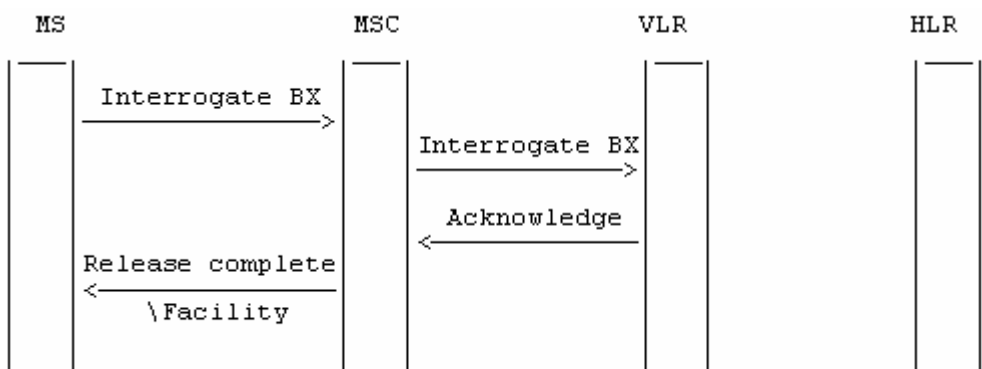 MS MSC VLR HLR
Interrogate BX
Interrogate BX
Acknowledge
Release complete
\Facility